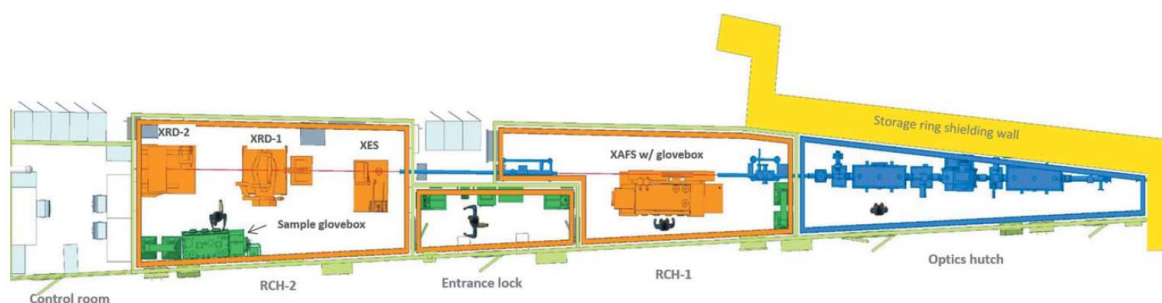 Storage ring shielding wall
XRD-2
XRD-1
XES
XAFS w/ glovebox
Sample glovebox
Optics hutch
RCH-1
Entrance lock
RCH-2
Control room